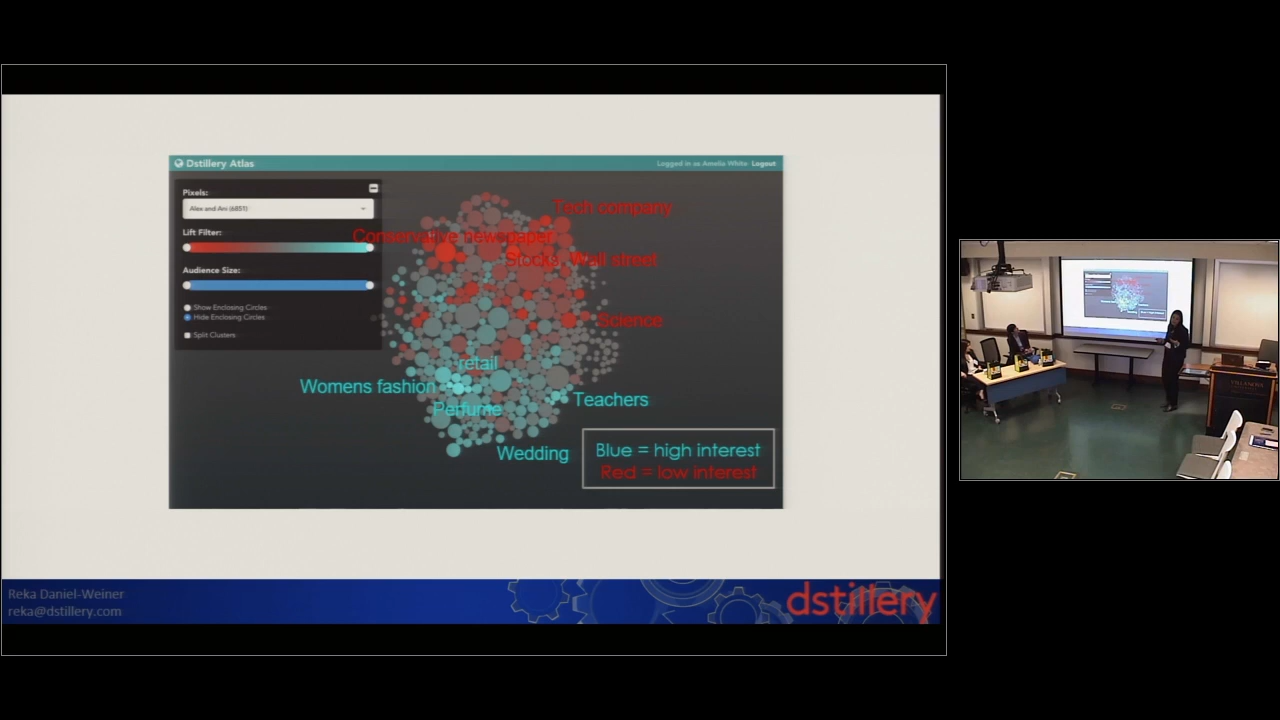 Dstillery Atlas
Logged in as Amelia White Logout
Pixels:
Alex and Ani (6851)
Lift Filter:
Audience Size:
Show Enclosing Circles
Hide Enclosing Circles
Split Clusters
Tech company
Conservative newspaper
Stocks, Wall street
Science
retail
Womens fashion
Perfume
Teachers
Wedding
Blue = high interest
Red = low interest
Reka Daniel-Weiner
reka@dstillery.com
dstillery
VILLANOVA